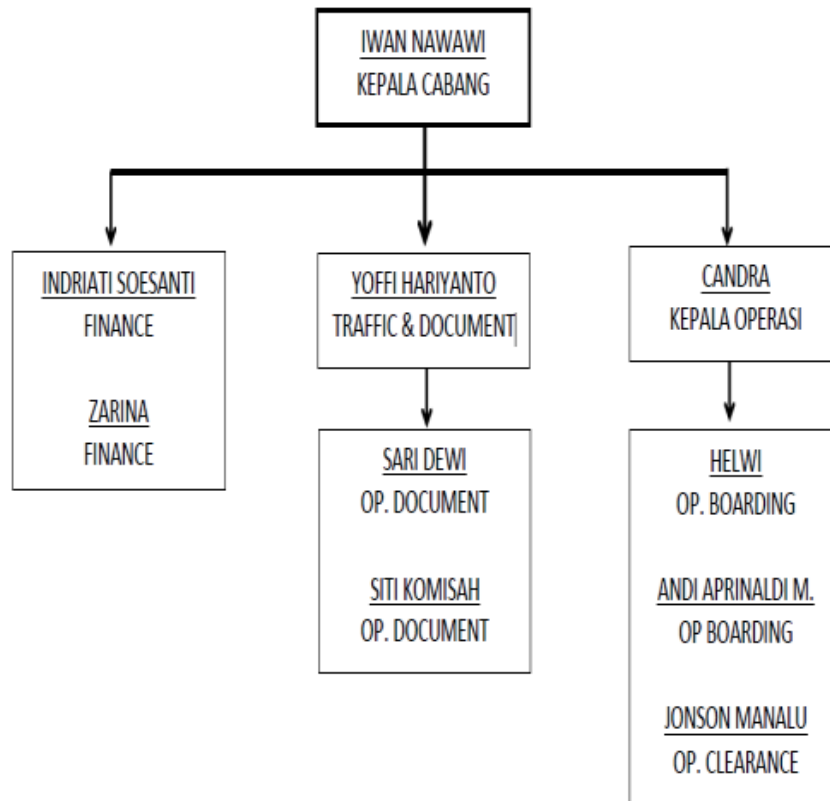 IWAN NAWAWI
KEPALA CABANG
INDRIATI SOESANTI
FINANCE
ZARINA
FINANCE
YOFFI HARIYANTO
TRAFFIC & DOCUMENT
SARI DEWI
OP. DOCUMENT
SITI KOMISAH
OP. DOCUMENT
CANDRA
KEPALA OPERASI
HELWI
OP. BOARDING
ANDI APRINALDI M.
OP BOARDING
JONSON MANALU
OP. CLEARANCE